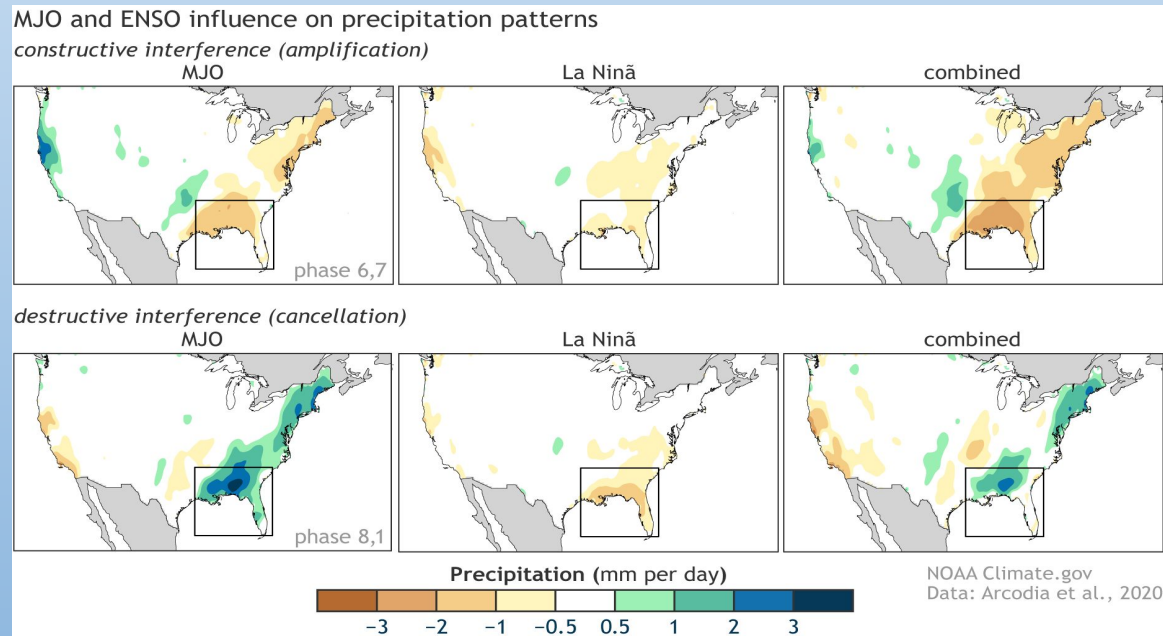 MJO and ENSO influence on precipitation patterns
constructive interference (amplification)
MJO
La Ninã
combined
phase 6,7
destructive interference (cancellation)
MJO
La Ninã
combined
phase 8,1
Precipitation (mm per day)
−3 −2 −1 −0.5 0.5 1 2 3
NOAA Climate.gov
Data: Arcodia et al., 2020